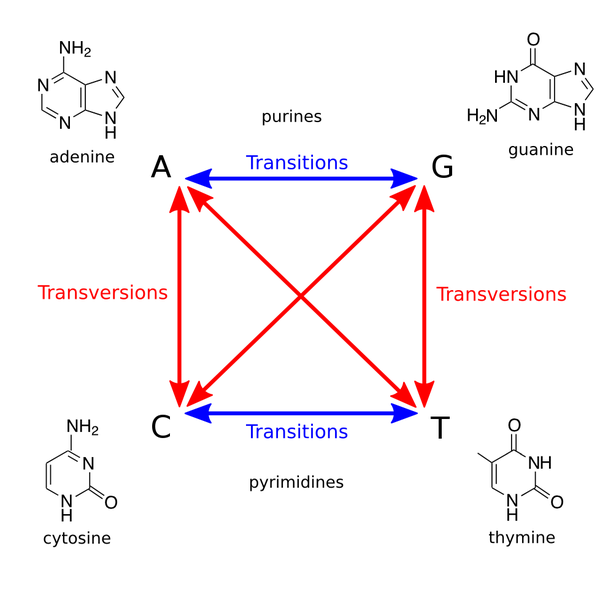 NH2
N
N
N
N
H
adenine
purines
O
HN
N
H2N
N
N
H
guanine
A
Transitions
G
Transversions
Transversions
C
Transitions
T
pyrimidines
NH2
N
N
H
O
cytosine
O
NH
N
H
O
thymine